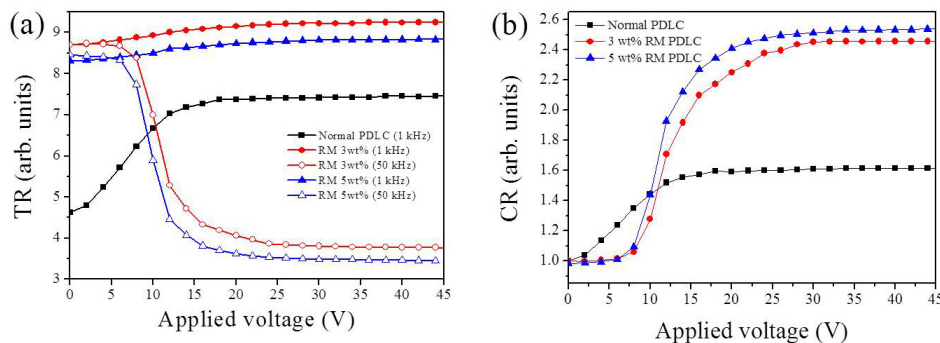 (a)
TR (arb. units)
9
8
7
6
5
4
3
Normal PDLC (1 kHz)
RM 3wt% (1 kHz)
RM 3wt% (50 kHz)
RM 5wt% (1 kHz)
RM 5wt% (50 kHz)
0 5 10 15 20 25 30 35 40 45
Applied voltage (V)
(b)
CR (arb. units)
2.6
2.4
2.2
2.0
1.8
1.6
1.4
1.2
1.0
Normal PDLC
3 wt% RM PDLC
5 wt% RM PDLC
0 5 10 15 20 25 30 35 40 45
Applied voltage (V)